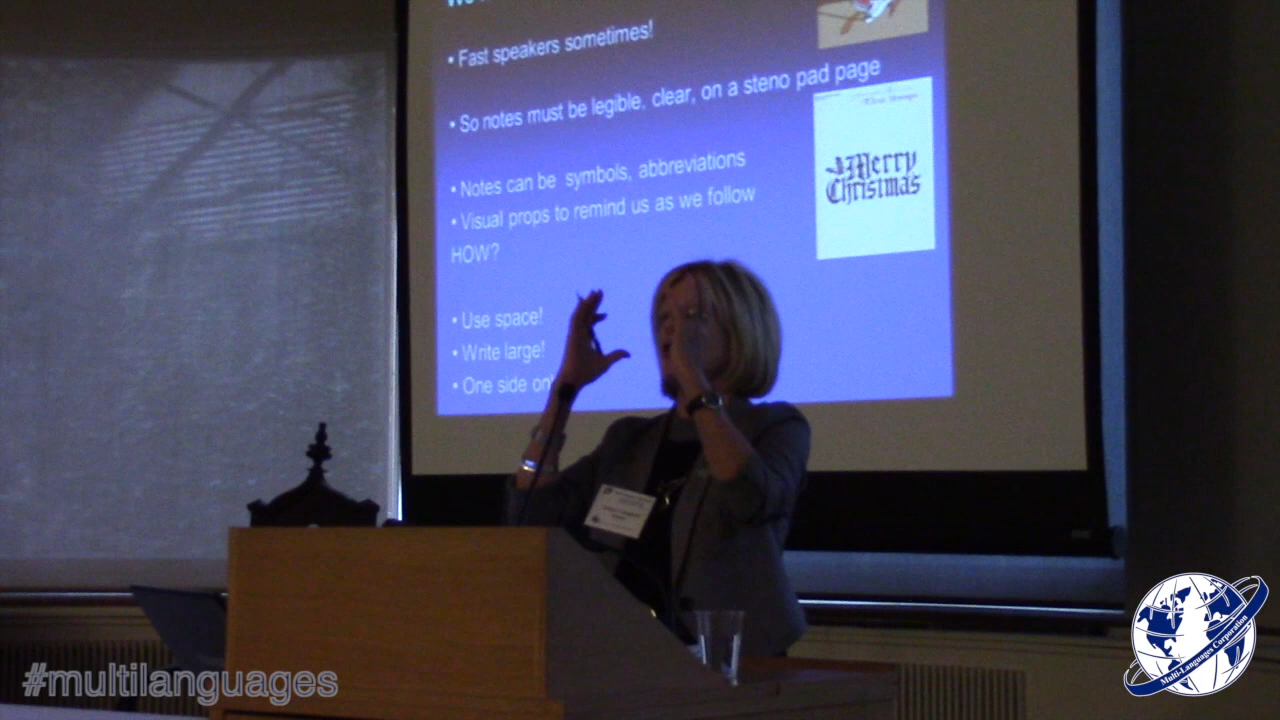 • Fast speakers sometimes!
• So notes must be legible, clear, on a steno pad page
• Notes can be symbols, abbreviations
• Visual props to remind us as we follow
HOW?
• Use space!
• Write large!
• One side
Merry
Christmas
#multilanguages
Multi-Languages Corporation